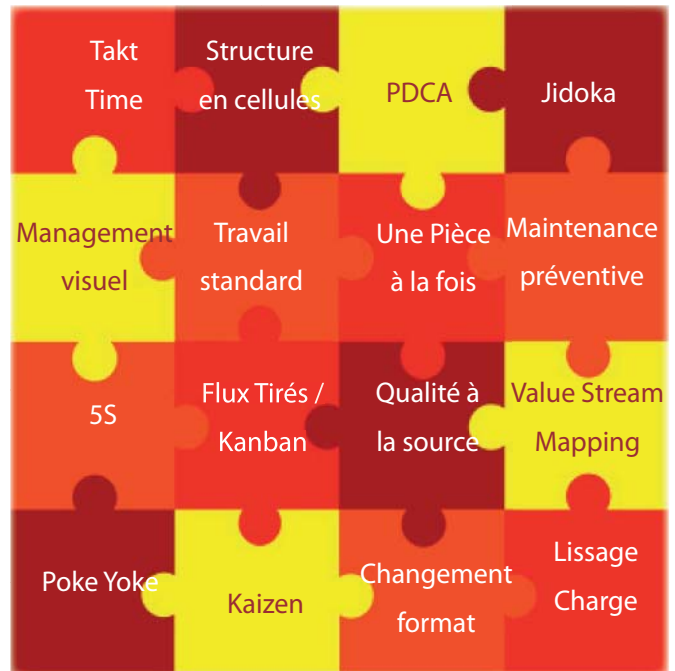 Takt
Time
Structure
en cellules
PDCA
Jidoka
Management
visuel
Travail
standard
Une Pièce
à la fois
Maintenance
préventive
5S
Flux Tirés /
Kanban
Qualité à
la source
Value Stream
Mapping
Poke Yoke
Kaizen
Changement
format
Lissage
Charge